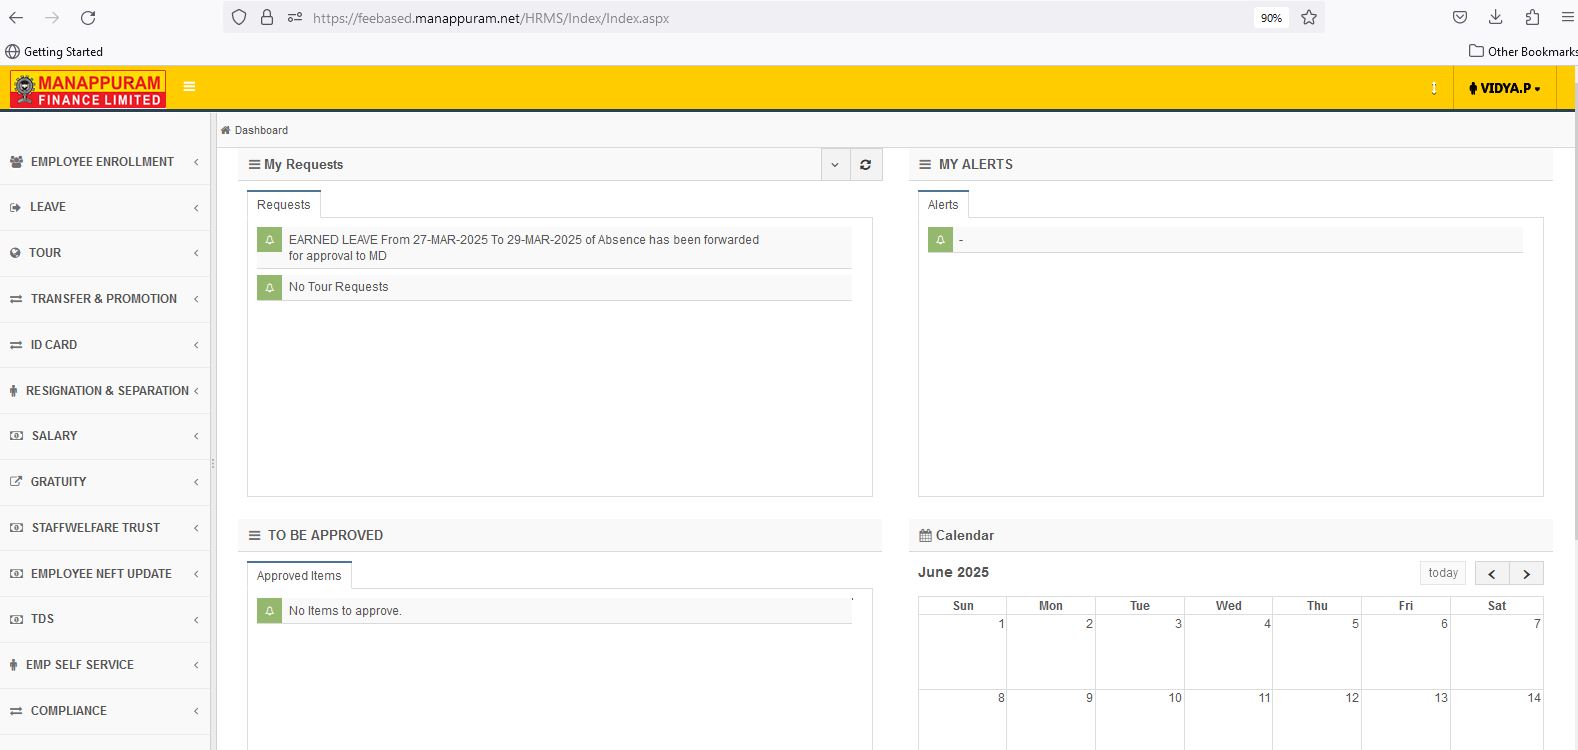 https://feebased.manappuram.net/HRMS/Index/Index.aspx
90%
Getting Started
Other Bookmarks
MANAPPURAM
FINANCE LIMITED
VIDYA.P
Dashboard
EMPLOYEE ENROLLMENT
LEAVE
TOUR
TRANSFER & PROMOTION
ID CARD
RESIGNATION & SEPARATION
SALARY
GRATUITY
STAFFWELFARE TRUST
EMPLOYEE NEFT UPDATE
TDS
EMP SELF SERVICE
COMPLIANCE
My Requests
Requests
EARNED LEAVE From 27-MAR-2025 To 29-MAR-2025 of Absence has been forwarded
for approval to MD
No Tour Requests
MY ALERTS
Alerts
-
TO BE APPROVED
Approved Items
No Items to approve.
Calendar
June 2025
today
Sun Mon Tue Wed Thu Fri Sat
1 2 3 4 5 6 7
8 9 10 11 12 13 14